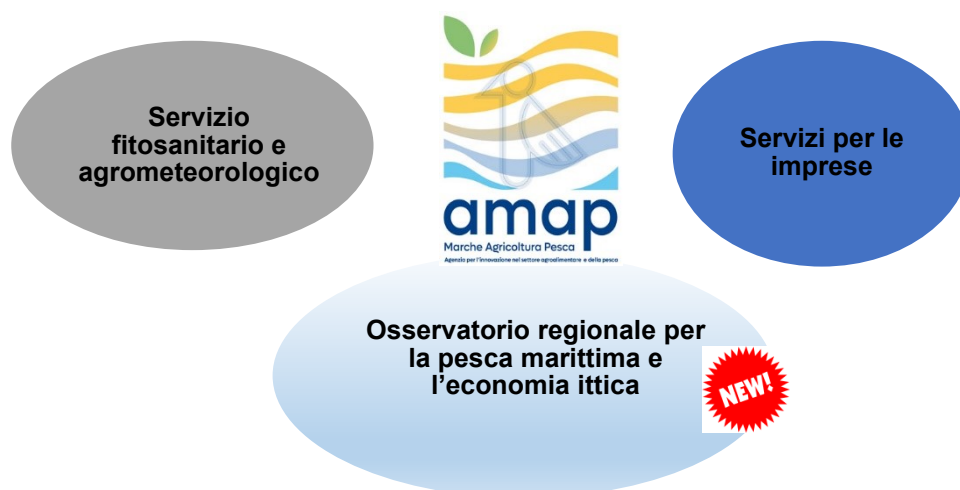 Servizio
fitosanitario e
agrometeorologico
amap
Marche Agricoltura Pesca
Agenzia per l'innovazione nel settore agroalimentare e della pesca
Servizi per le
imprese
Osservatorio regionale per
la pesca marittima e
l’economia ittica
NEW!